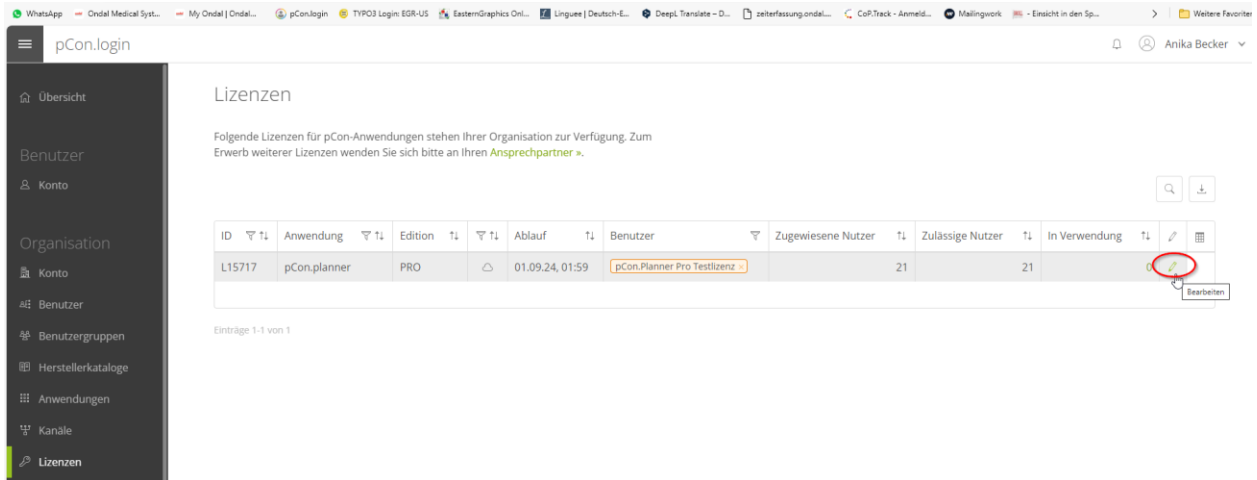 WhatsApp
Ondal Medical Syst...
My Ondal | Ondal...
pCon.login
TYPO3 Login: EGR-US
EasternGraphics Onl...
Linguee | Deutsch-E...
DeepL Translate – D...
zeiterfassung.ondal....
CoP.Track - Anmeld...
Mailingwork
- Einsicht in den Sp...
Weitere Favoriten
pCon.login
Anika Becker
Übersicht
Benutzer
Konto
Organisation
Konto
Benutzer
Benutzergruppen
Herstellerkataloge
Anwendungen
Kanäle
Lizenzen
Lizenzen
Folgende Lizenzen für pCon-Anwendungen stehen Ihrer Organisation zur Verfügung. Zum
Erwerb weiterer Lizenzen wenden Sie sich bitte an Ihren Ansprechpartner ».
ID Anwendung Edition Ablauf Benutzer Zugewiesene Nutzer Zulässige Nutzer In Verwendung
L15717 pCon.planner PRO 01.09.24, 01:59 pCon.Planner Pro Testlizenz × 21 21 0
Bearbeiten
Einträge 1-1 von 1